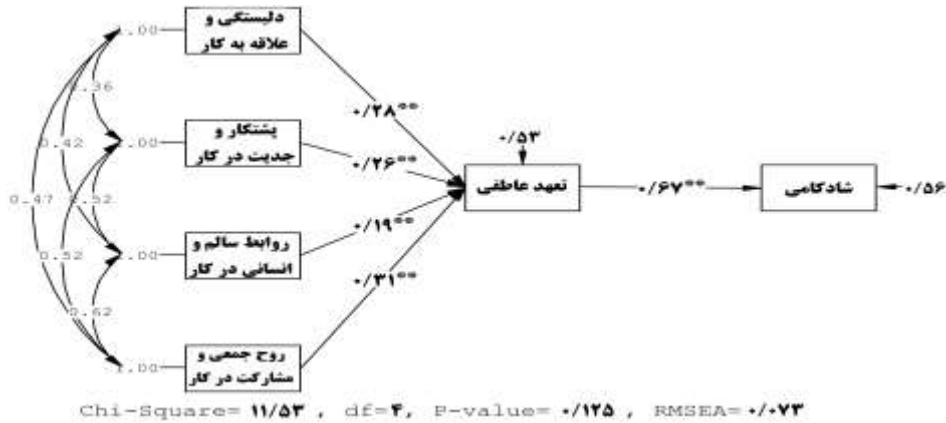 1.00
دلبستگی و
علاقه به کار
0.36
۰/۲۸**
1.00
پشتکار و
جدیت در کار
۰/۵۳
0.42
۰/۲۶**
تعهد عاطفی
۰/۶۷**
شادکامی
۰/۵۶
0.47
0.52
۰/۱۹**
0.52
1.00
روابط سالم و
انسانی در کار
۰/۳۱**
0.62
1.00
روح جمعی و
مشارکت در کار
Chi-Square= ۱۱/۵۳ , df=۴, P-value= ۰/۱۲۵ , RMSEA= ۰/۰۷۳